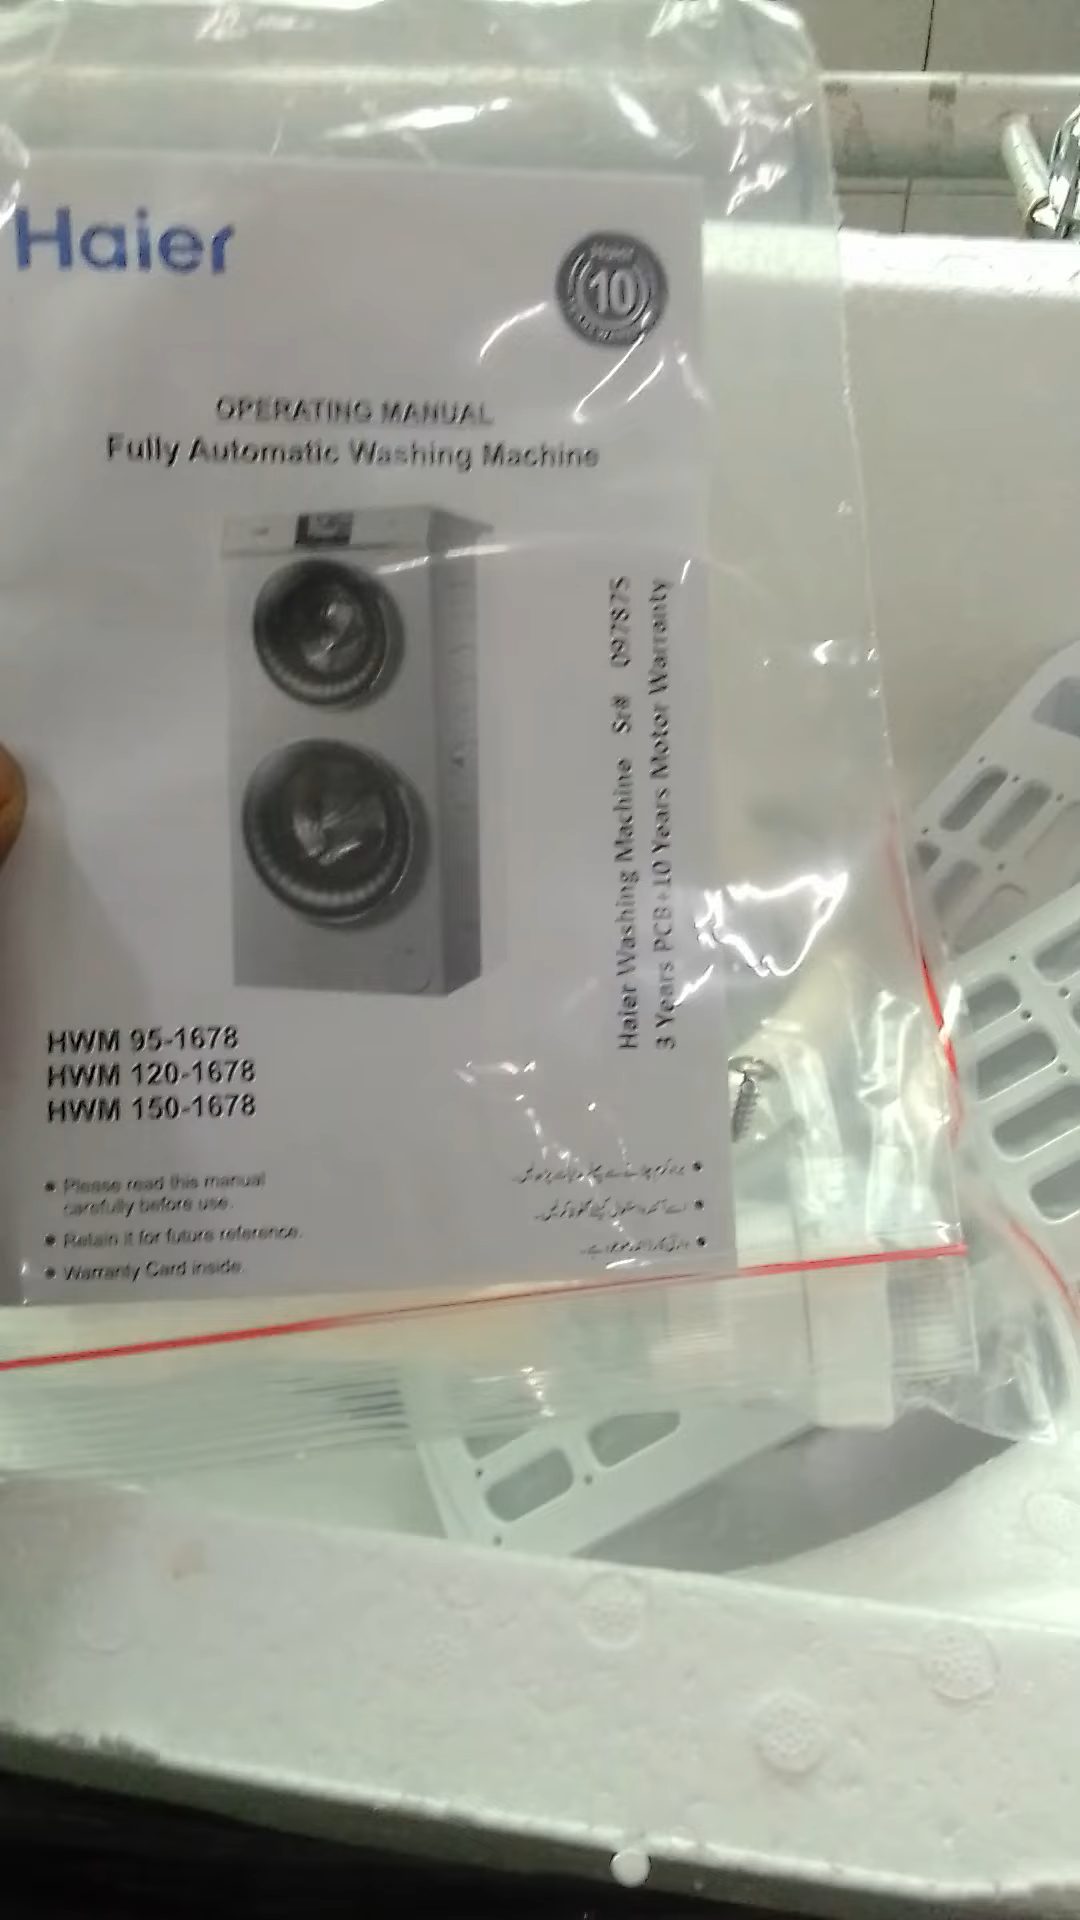 Haier
Haier
10
OPERATING MANUAL
Fully Automatic Washing Machine
Haier Washing Machine Sr# 097875
3 Years PCB+10 Years Motor Warranty
HWM 95-1678
HWM 120-1678
HWM 150-1678
• Please read this manual
carefully before use.
• Retain it for future reference.
• Warranty Card inside.